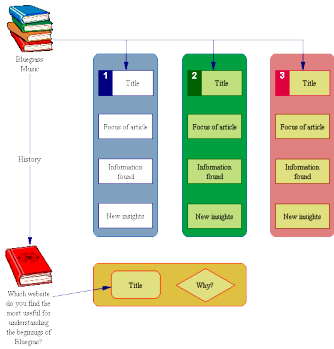 Bluegrass
Music
1
Title
2
Title
3
Title
Focus of article
Focus of article
Focus of article
History
Information
found
Information
found
Information
found
New insights
New insights
New insights
Which website
do you find the
most useful for
understanding
the beginnigs of
Bluegrass?
Title
Why?